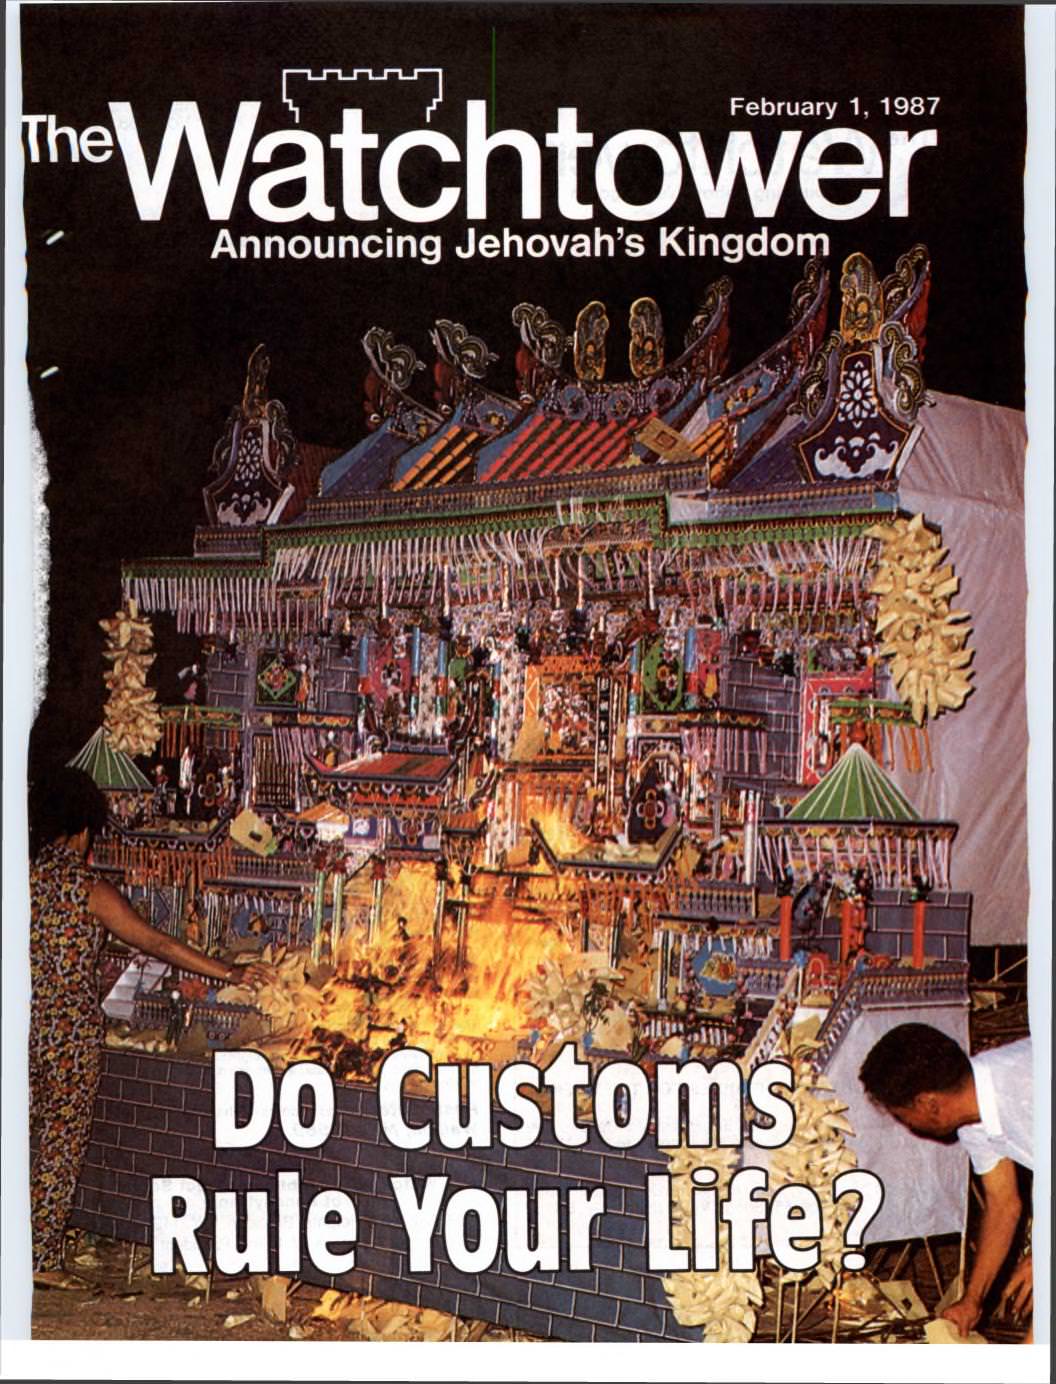 February 1, 1987
The Watchtower
Announcing Jehovah's Kingdom
Do Customs
Rule Your Life?